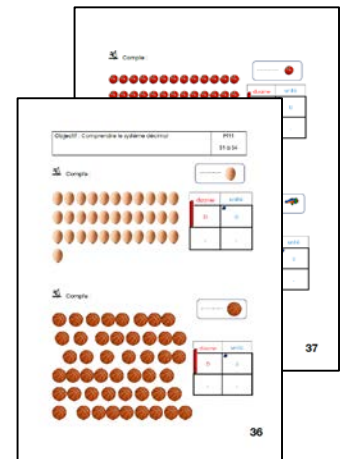 Compte :
dizaine unité
D u
37
Objectif : Comprendre le système décimal
Compte :
dizaine unité
D u
Compte :
dizaine unité
D u
36